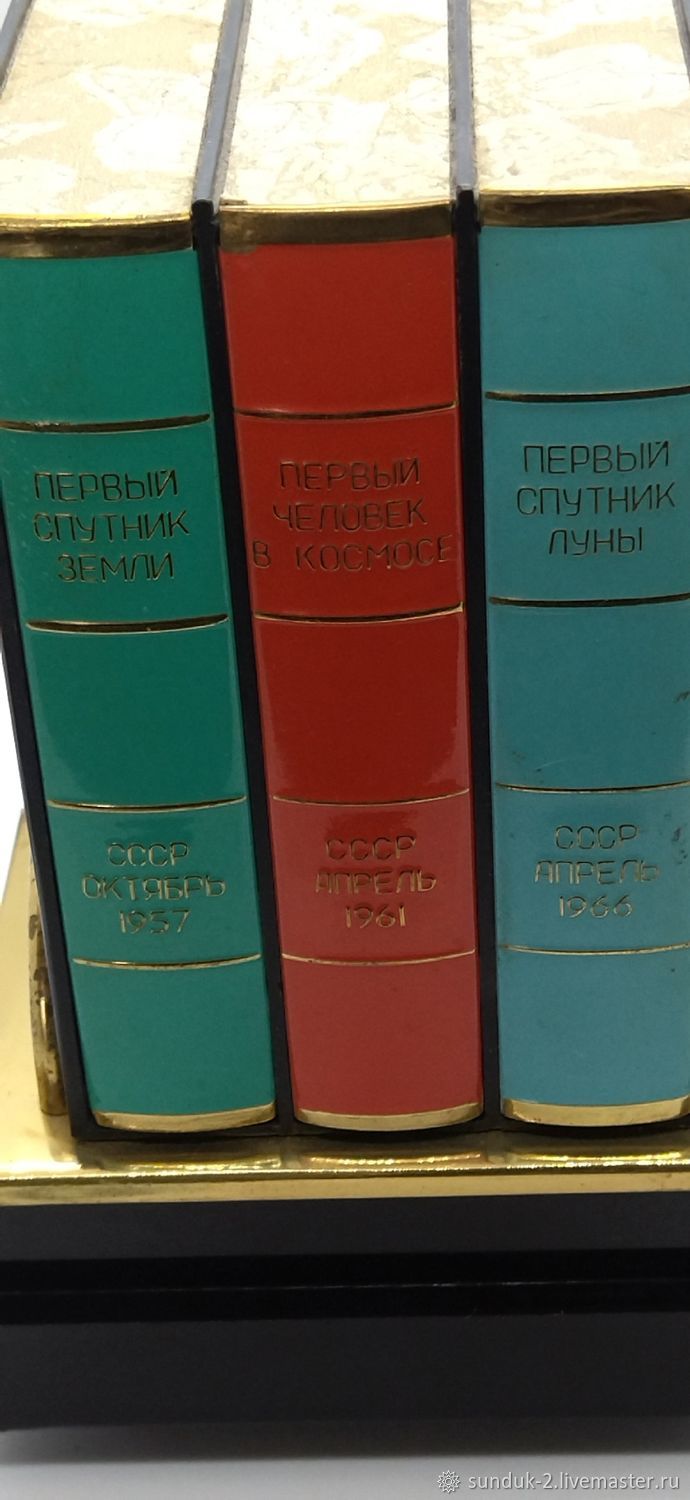 ПЕРВЫЙ
СПУТНИК
ЗЕМЛИ
СССР
ОКТЯБРЬ
1957
ПЕРВЫЙ
ЧЕЛОВЕК
В КОСМОСЕ
СССР
АПРЕЛЬ
1961
ПЕРВЫЙ
СПУТНИК
ЛУНЫ
СССР
АПРЕЛЬ
1966
sunduk-2.livemaster.ru